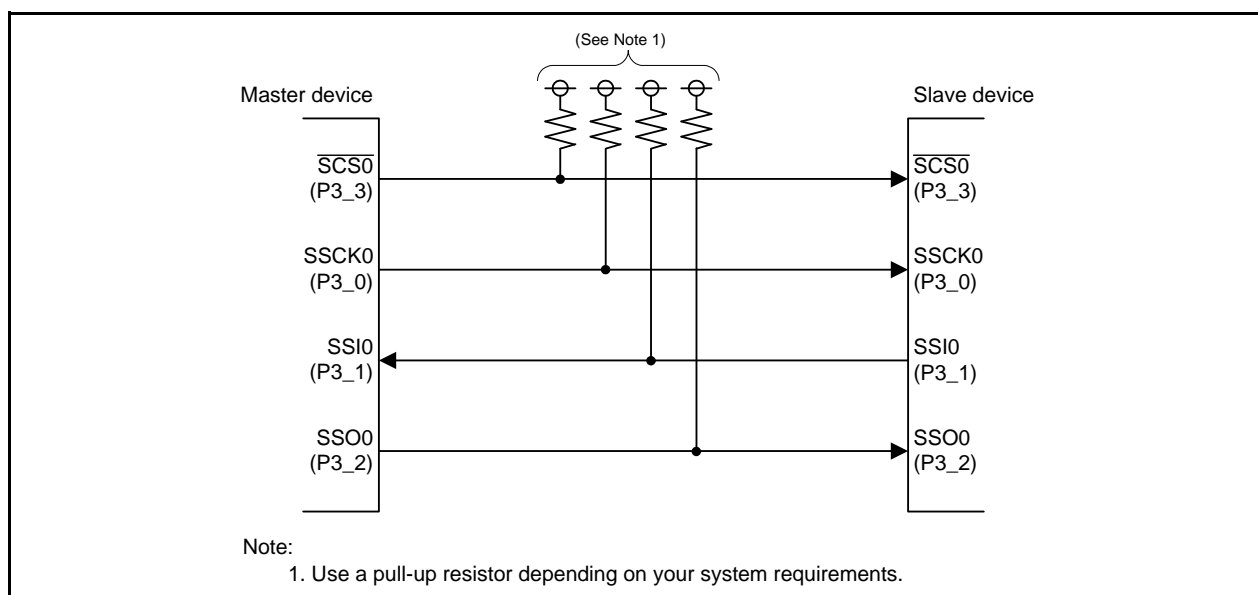 (See Note 1)
Master device
Slave device
SCS0
(P3_3)
SCS0
(P3_3)
SSCK0
(P3_0)
SSCK0
(P3_0)
SSI0
(P3_1)
SSI0
(P3_1)
SSO0
(P3_2)
SSO0
(P3_2)
Note:
1. Use a pull-up resistor depending on your system requirements.